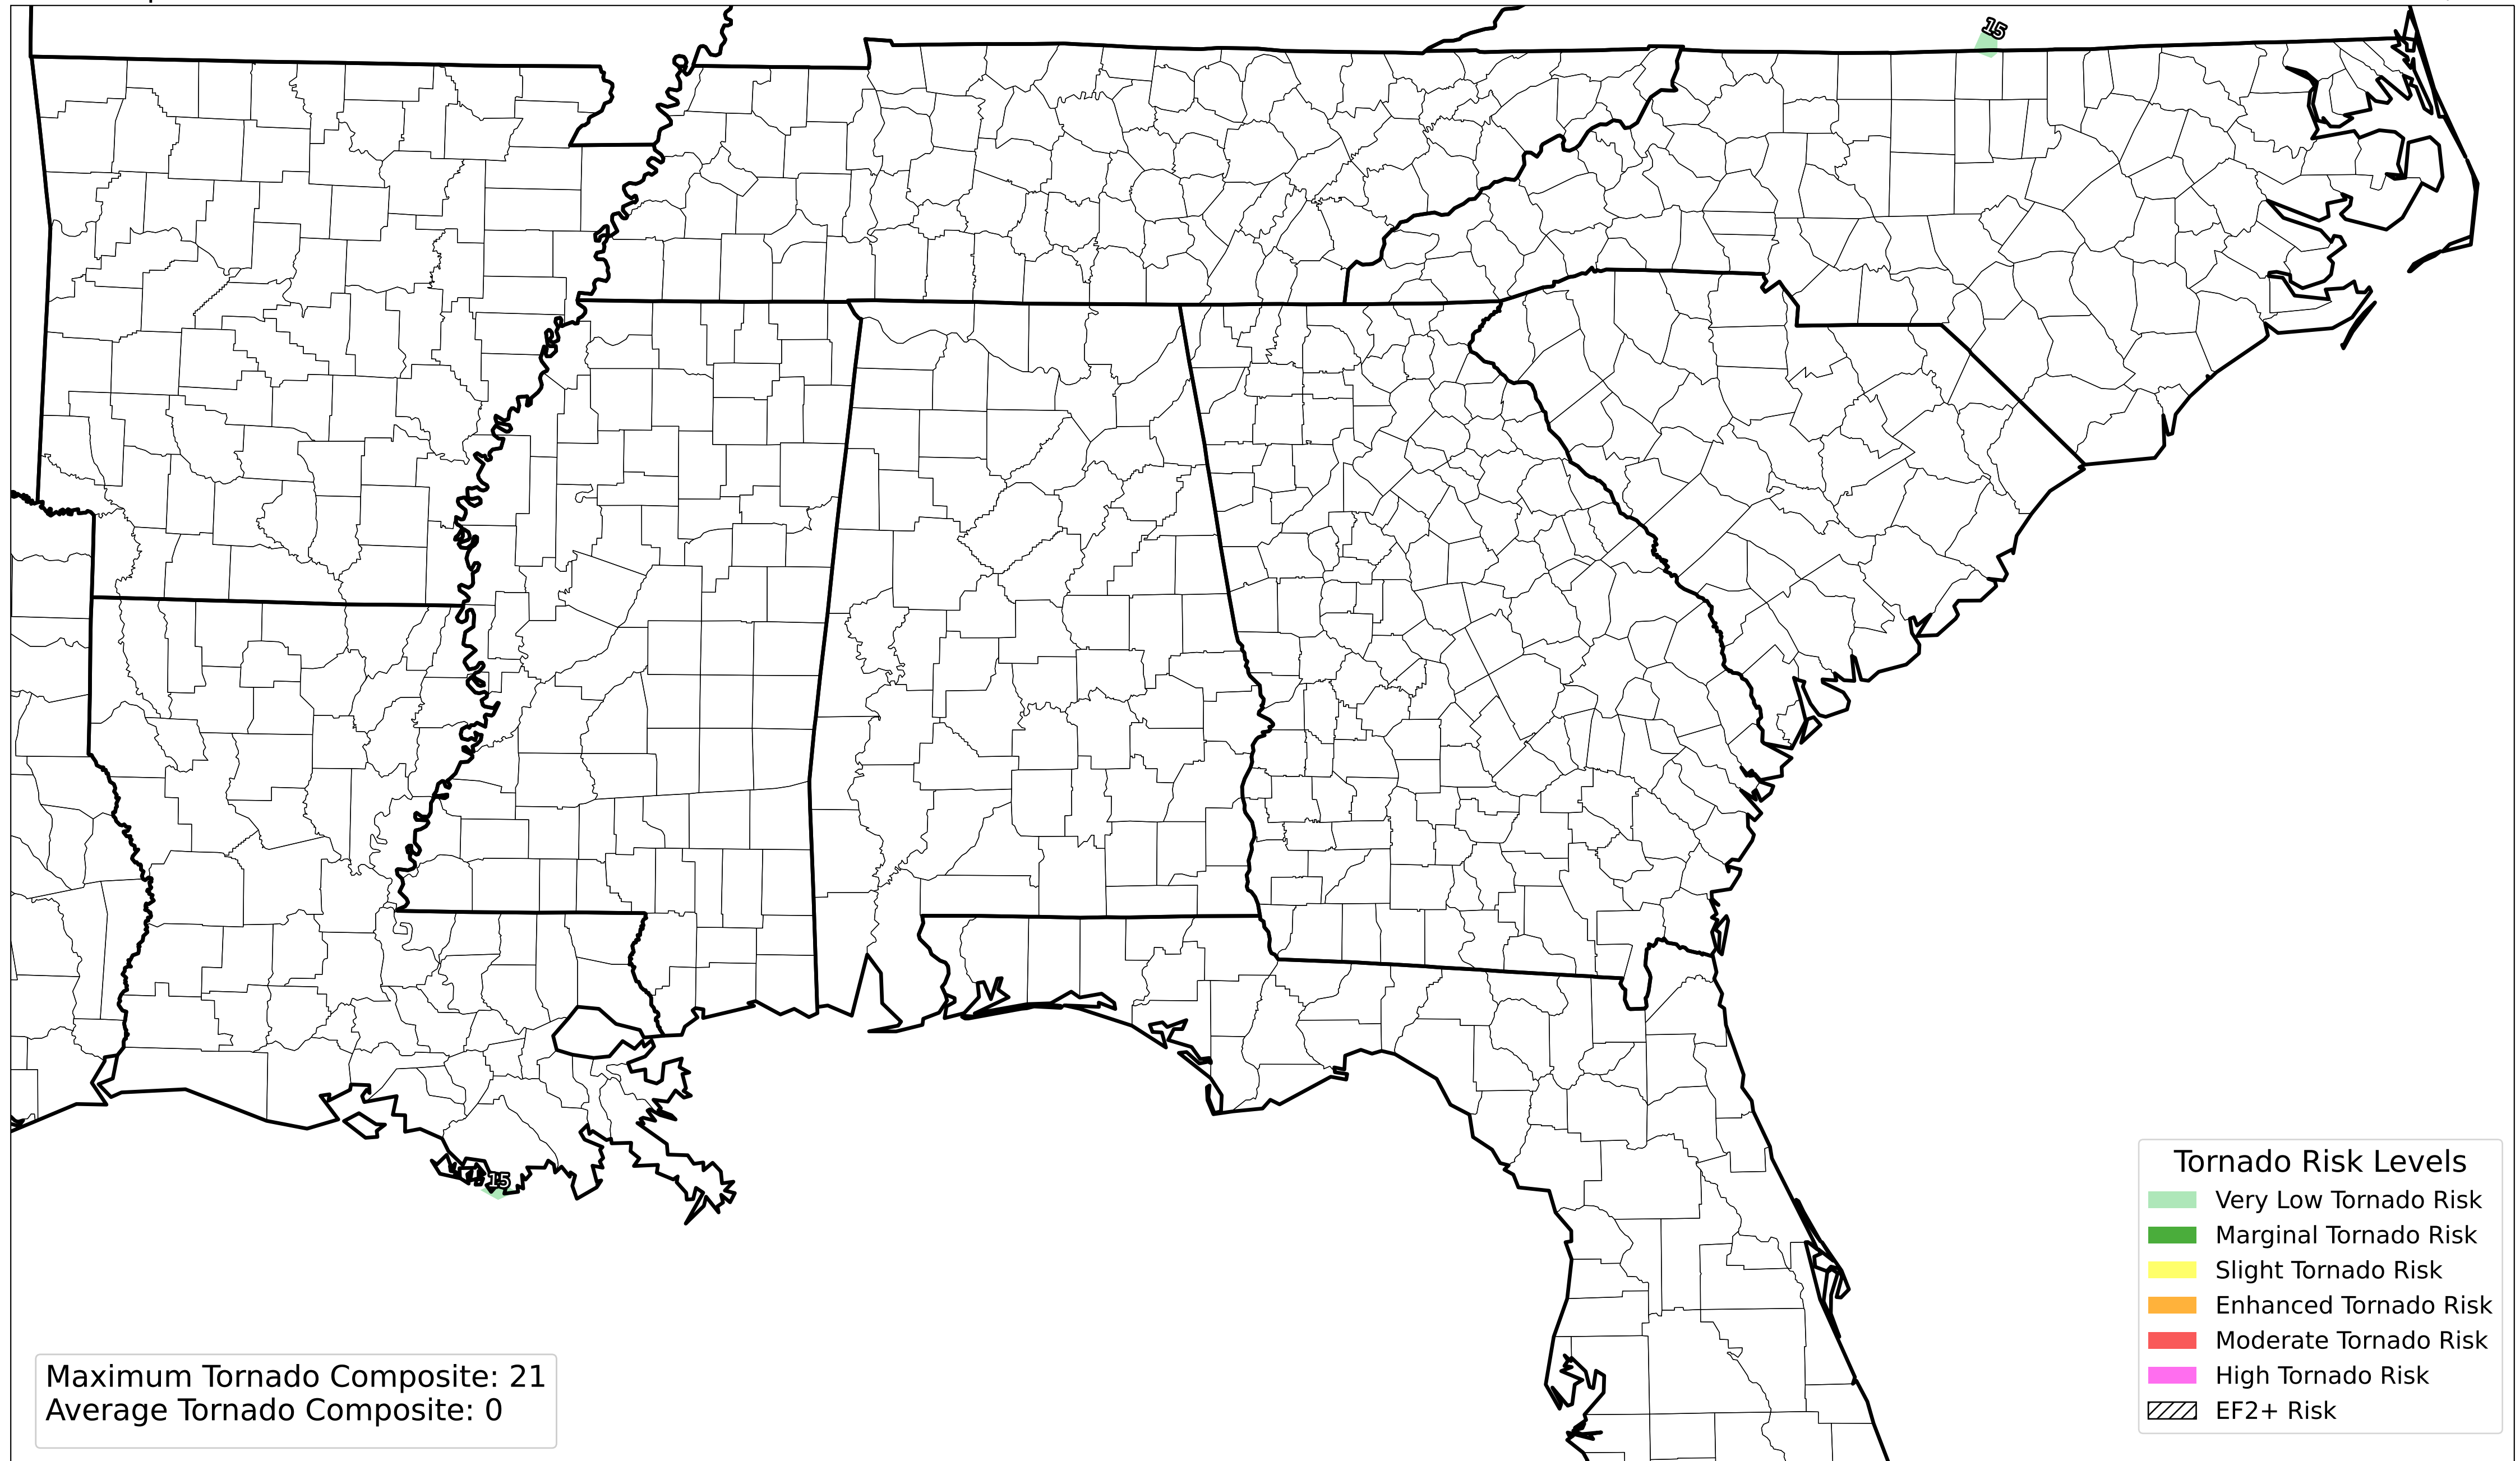 15
15
Tornado Risk Levels
Very Low Tornado Risk
Marginal Tornado Risk
Slight Tornado Risk
Enhanced Tornado Risk
Moderate Tornado Risk
High Tornado Risk
EF2+ Risk
Maximum Tornado Composite: 21
Average Tornado Composite: 0